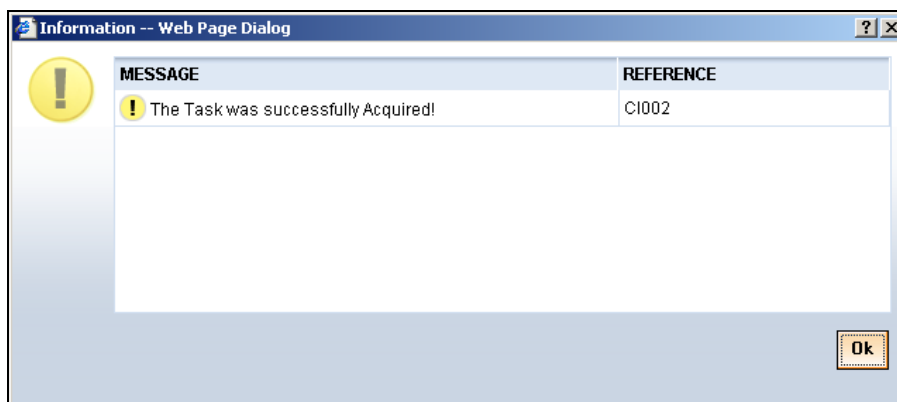 Information -- Web Page Dialog
MESSAGE REFERENCE
The Task was successfully Acquired! CI002
Ok